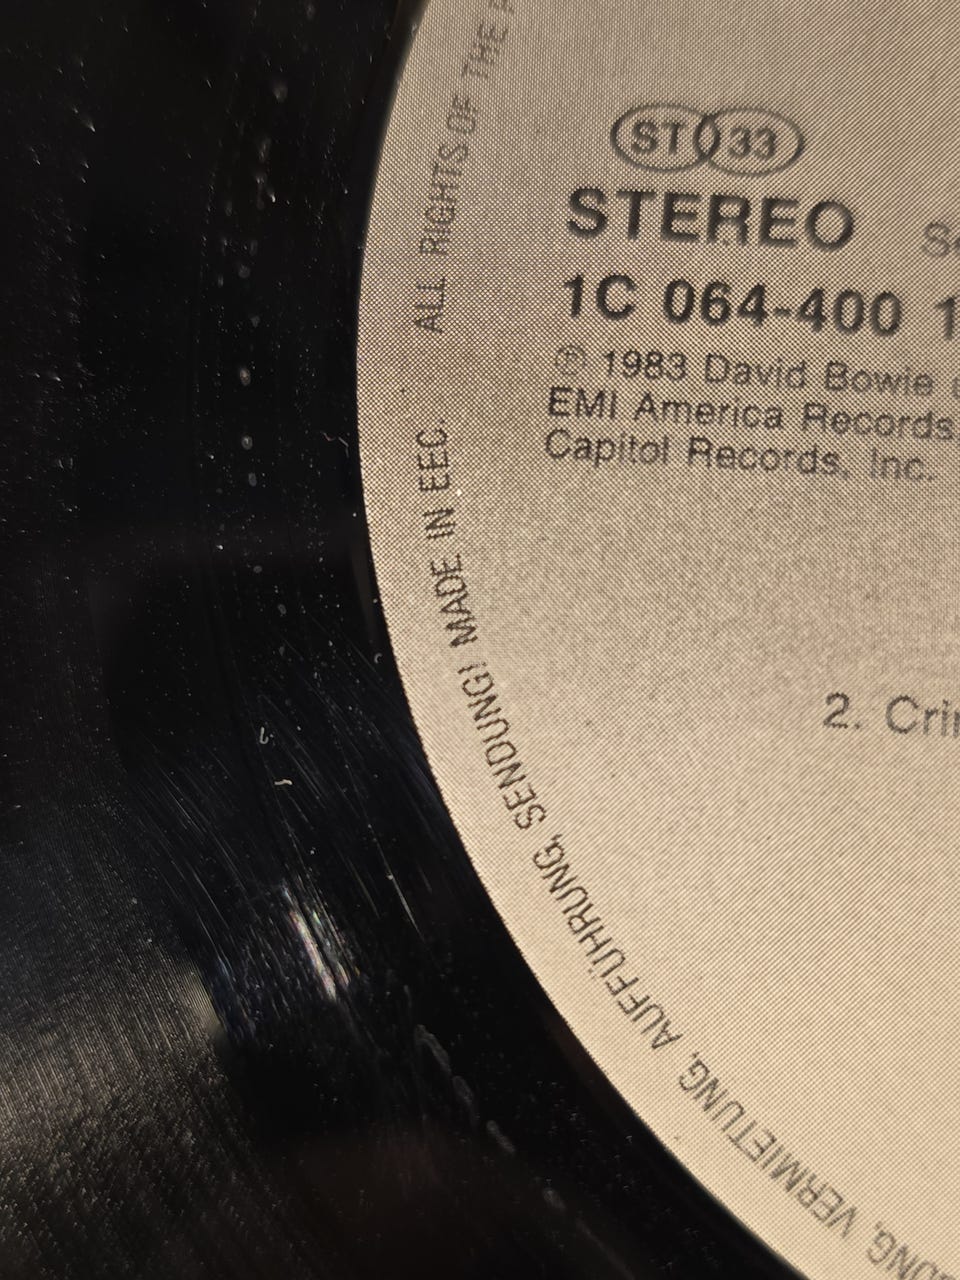 ST 33
STEREO
1C 064-400
Ⓟ 1983 David Bowie
EMI America Records
Capitol Records, Inc.
2.
VERMIETUNG, AUFFÜHRUNG, SENDUNG! MADE IN EEC. ALL RIGHTS OF THE